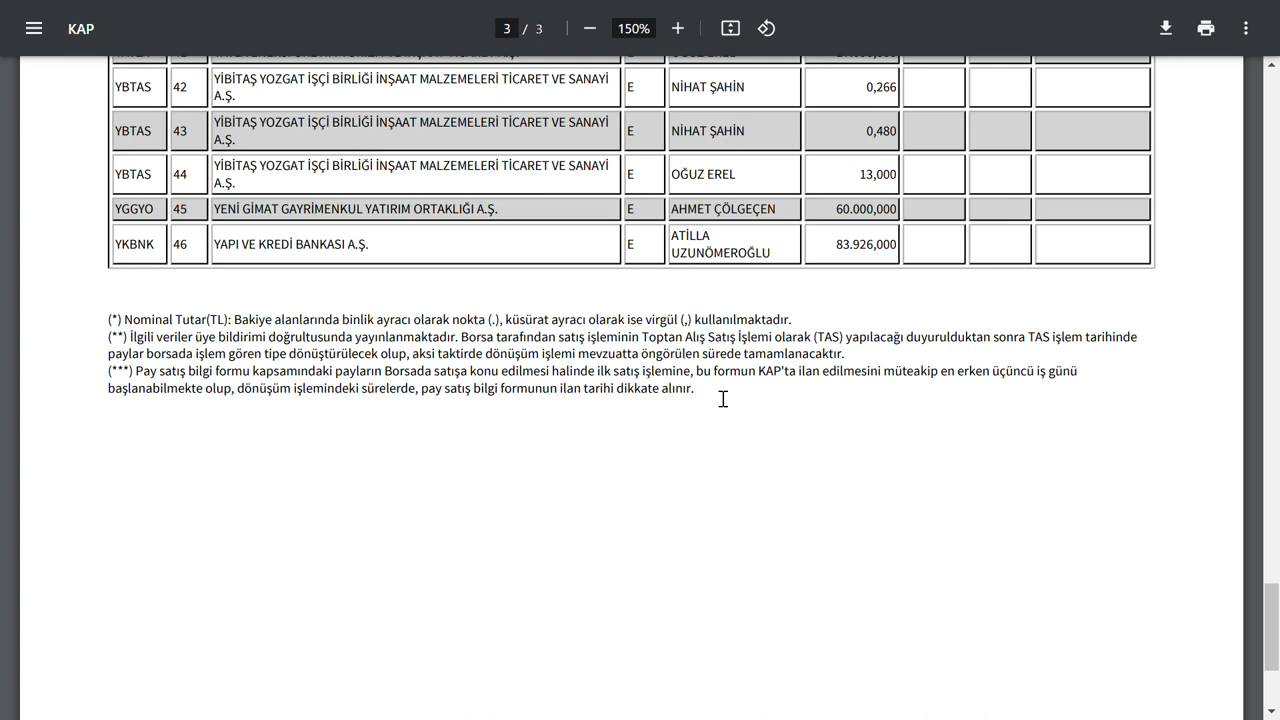 KAP
3 / 3
150%
YBTAS 42 YİBİTAŞ YOZGAT İŞÇİ BİRLİĞİ İNŞAAT MALZEMELERİ TİCARET VE SANAYİ
A.Ş. E NİHAT ŞAHİN 0,266
YBTAS 43 YİBİTAŞ YOZGAT İŞÇİ BİRLİĞİ İNŞAAT MALZEMELERİ TİCARET VE SANAYİ
A.Ş. E NİHAT ŞAHİN 0,480
YBTAS 44 YİBİTAŞ YOZGAT İŞÇİ BİRLİĞİ İNŞAAT MALZEMELERİ TİCARET VE SANAYİ
A.Ş. E OĞUZ EREL 13,000
YGGYO 45 YENİ GİMAT GAYRİMENKUL YATIRIM ORTAKLIĞI A.Ş. E AHMET ÇÖLGEÇEN 60.000,000
YKBNK 46 YAPI VE KREDİ BANKASI A.Ş. E ATİLLA
UZUNÖMEROĞLU 83.926,000
(*) Nominal Tutar(TL): Bakiye alanlarında binlik ayracı olarak nokta (.), küsürat ayracı olarak ise virgül (,) kullanılmaktadır.
(**) İlgili veriler üye bildirimi doğrultusunda yayınlanmaktadır. Borsa tarafından satış işleminin Toptan Alış Satış İşlemi olarak (TAS) yapılacağı duyurulduktan sonra TAS işlem tarihinde
paylar borsada işlem gören tipe dönüştürülecek olup, aksi taktirde dönüşüm işlemi mevzuatta öngörülen sürede tamamlanacaktır.
(***) Pay satış bilgi formu kapsamındaki payların Borsada satışa konu edilmesi halinde ilk satış işlemine, bu formun KAP'ta ilan edilmesini müteakip en erken üçüncü iş günü
başlanabilmekte olup, dönüşüm işlemindeki sürelerde, pay satış bilgi formunun ilan tarihi dikkate alınır.